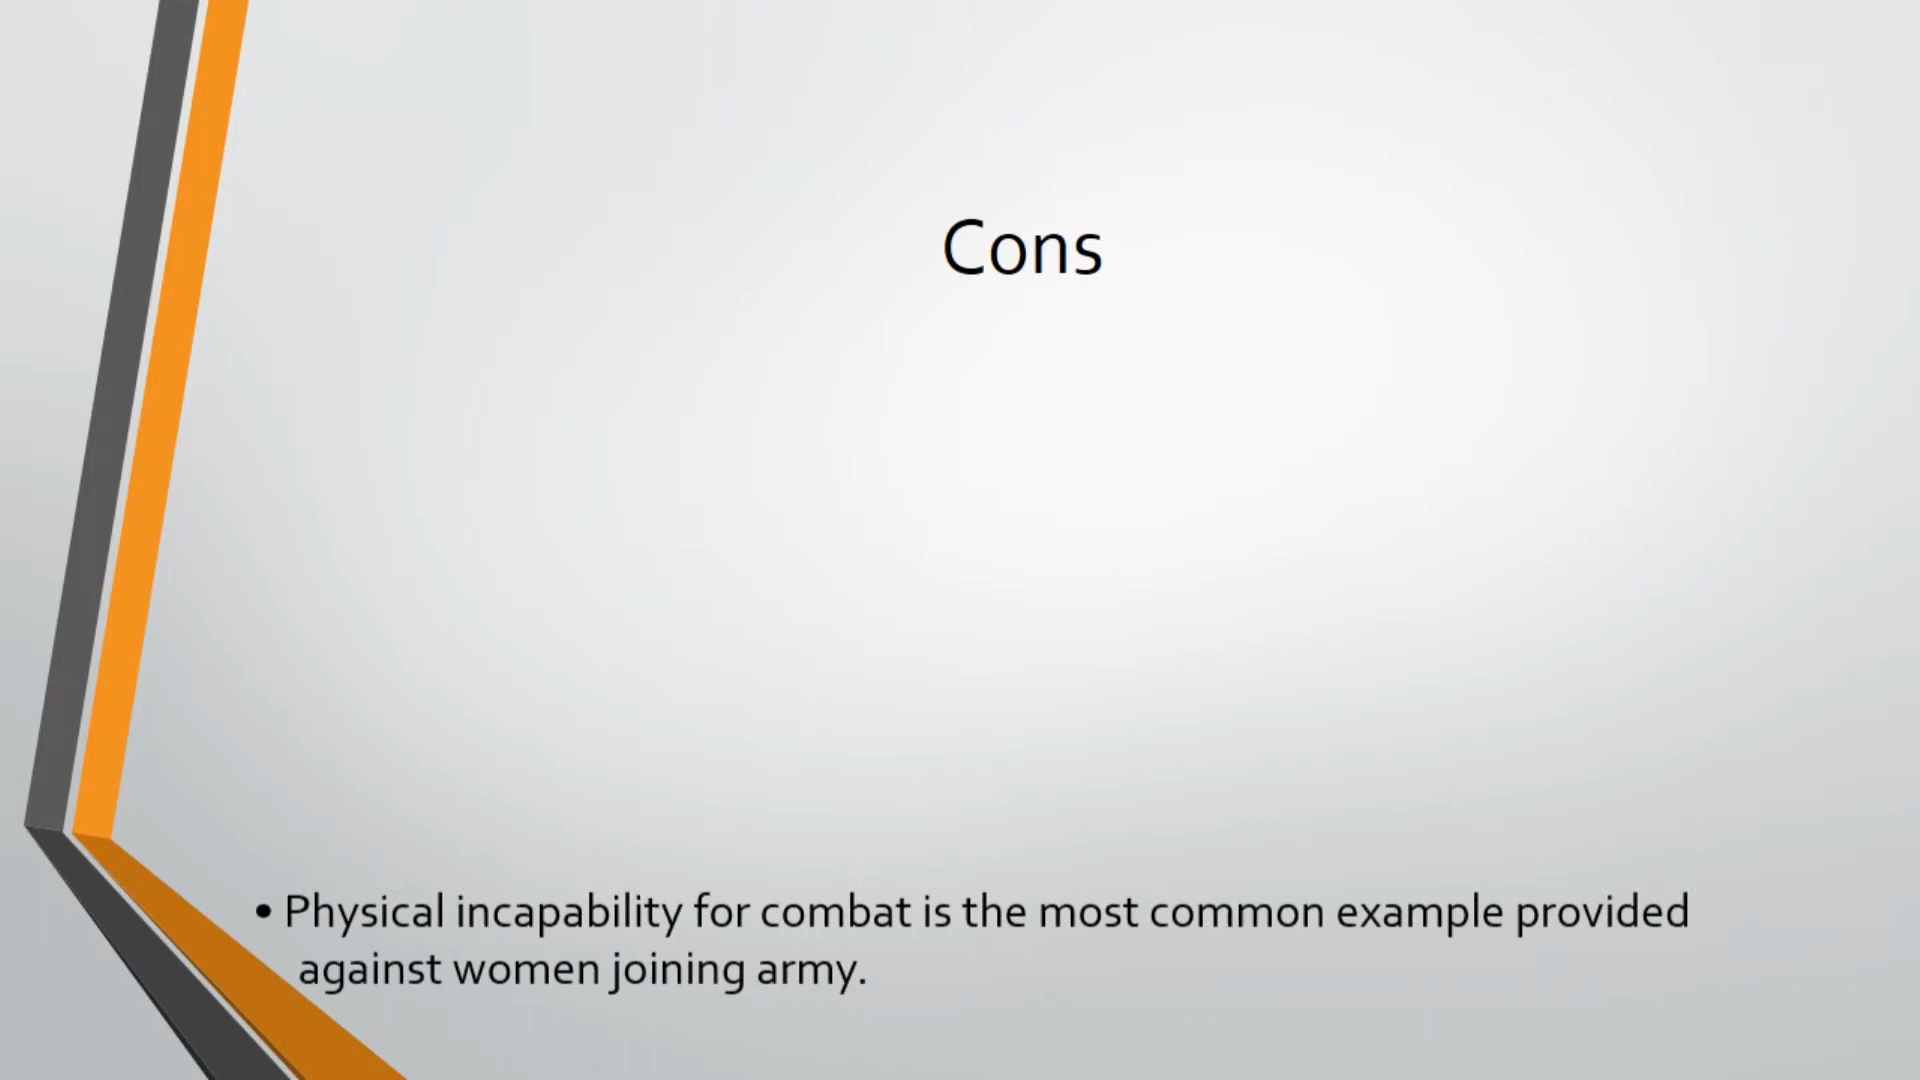 Cons
• Physical incapability for combat is the most common example provided
against women joining army.